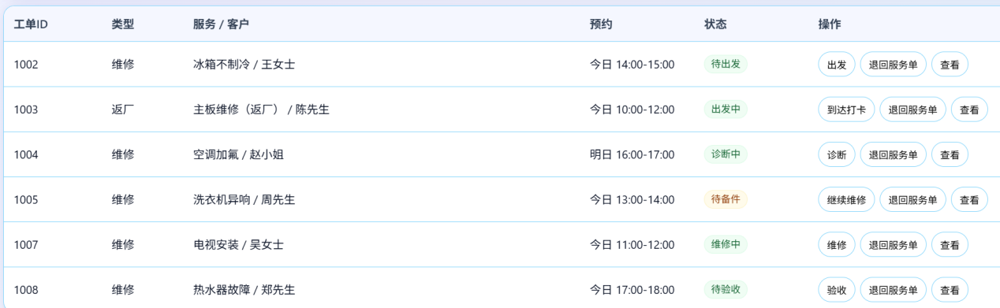 工单ID 类型 服务 / 客户 预约 状态 操作
1002 维修 冰箱不制冷 / 王女士 今日 14:00-15:00 待出发 出发 退回服务单 查看
1003 返厂 主板维修（返厂） / 陈先生 今日 10:00-12:00 出发中 到达打卡 退回服务单 查看
1004 维修 空调加氟 / 赵小姐 明日 16:00-17:00 诊断中 诊断 退回服务单 查看
1005 维修 洗衣机异响 / 周先生 今日 13:00-14:00 待备件 继续维修 退回服务单 查看
1007 维修 电视安装 / 吴女士 今日 11:00-12:00 维修中 维修 退回服务单 查看
1008 维修 热水器故障 / 郑先生 今日 17:00-18:00 待验收 验收 退回服务单 查看